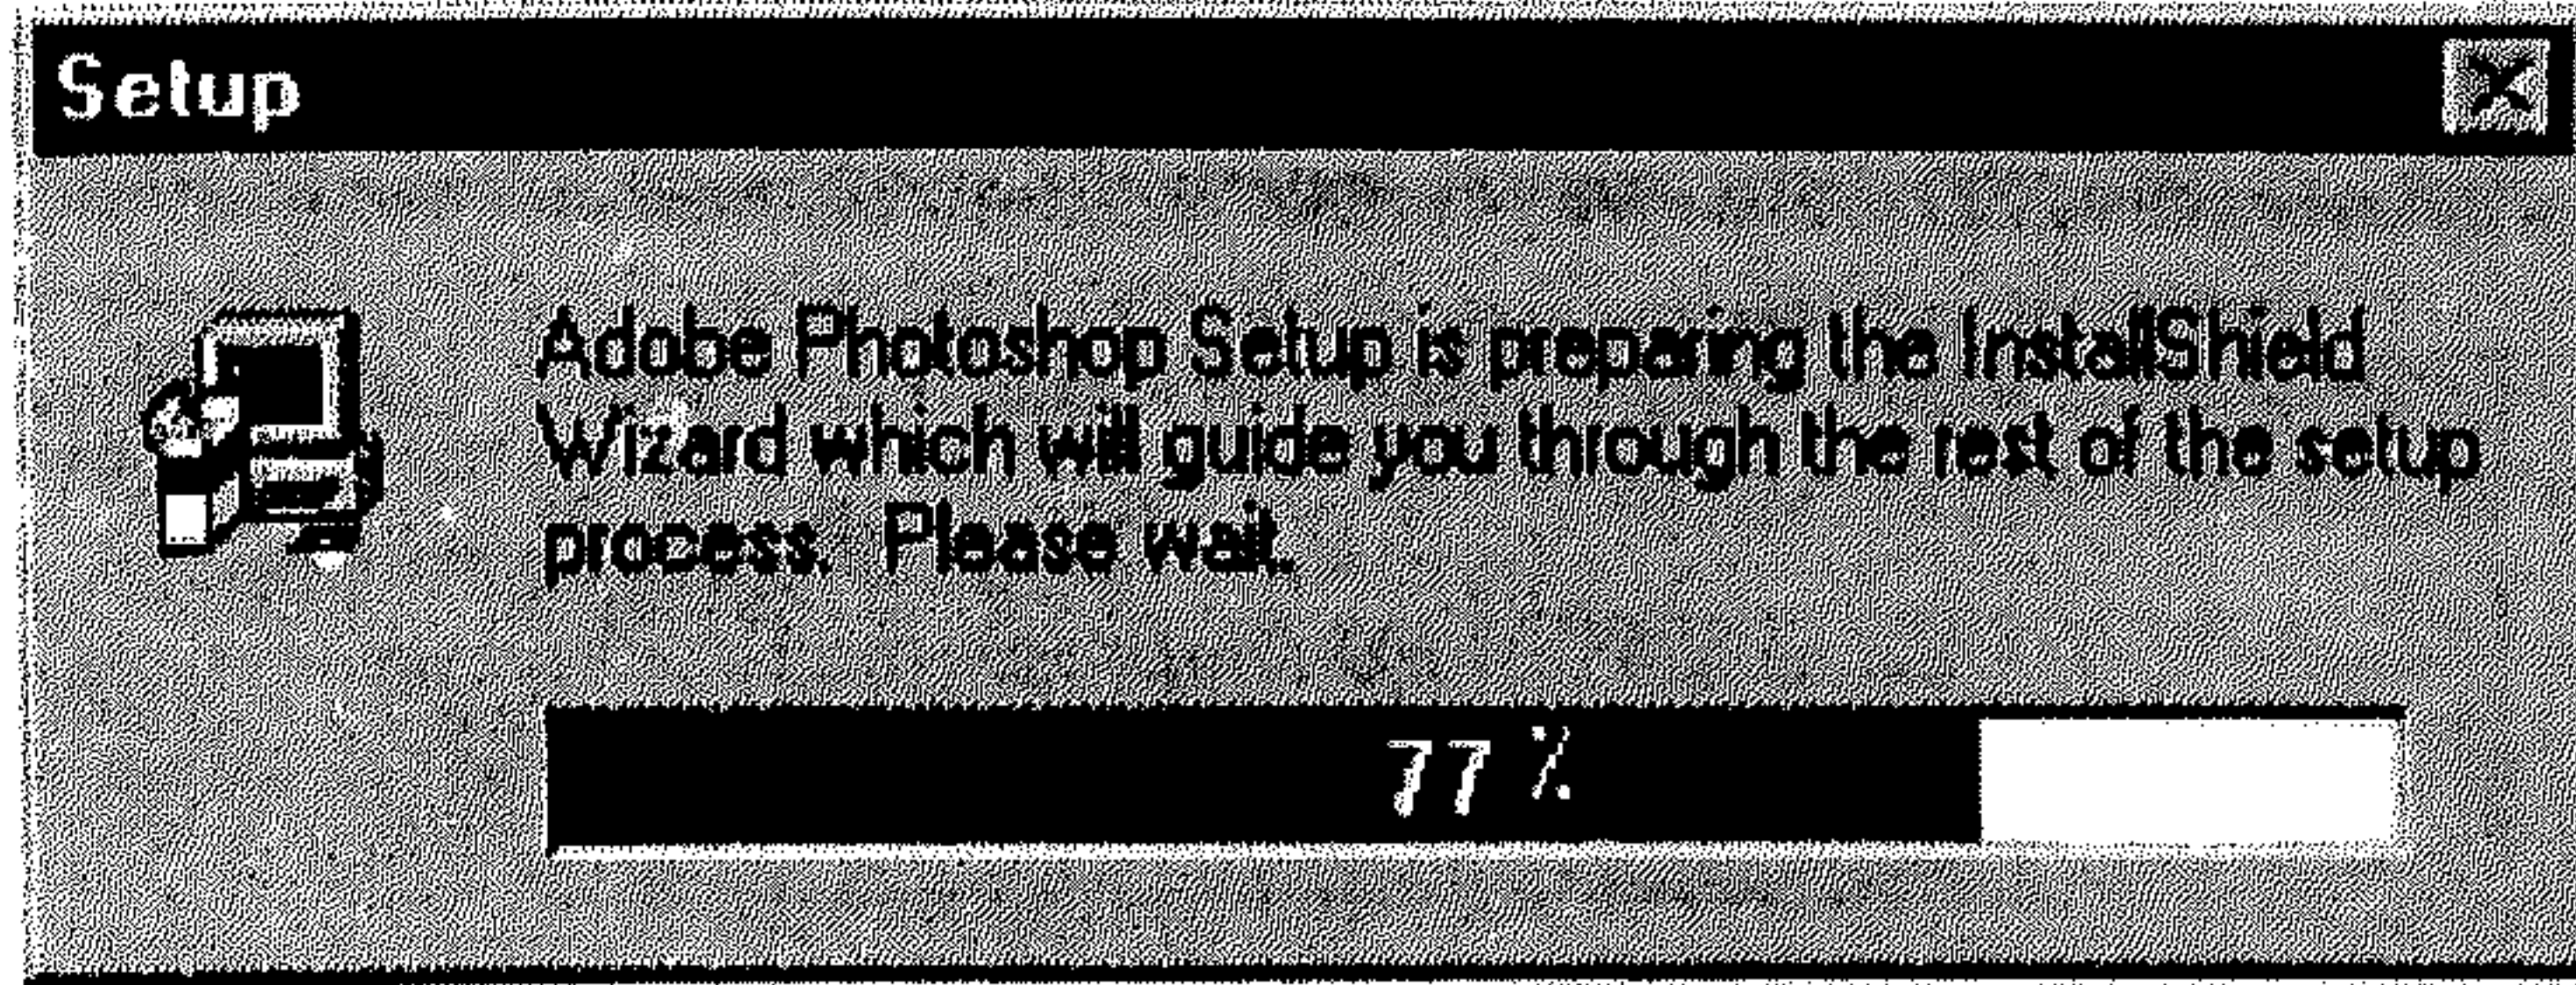 Setup
Adobe Photoshop Setup is preparing the InstallShield
Wizard which will guide you through the rest of the setup
process.  Please wait.
77 %